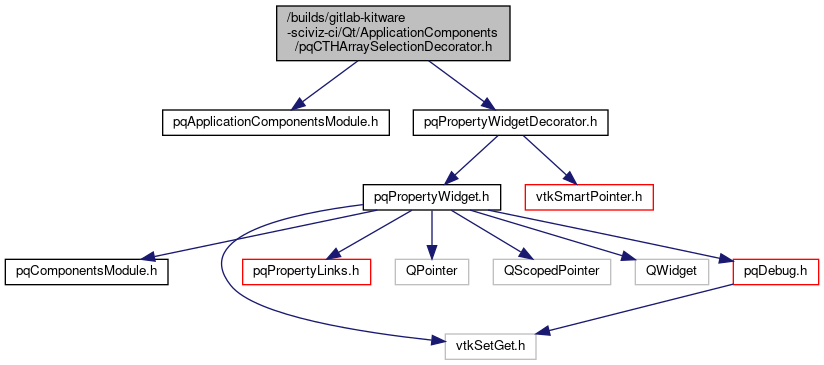 /builds/gitlab-kitware
-sciviz-ci/Qt/ApplicationComponents
/pqCTHArraySelectionDecorator.h
pqApplicationComponentsModule.h
pqPropertyWidgetDecorator.h
pqPropertyWidget.h
vtkSmartPointer.h
pqComponentsModule.h
pqPropertyLinks.h
QPointer
QScopedPointer
QWidget
pqDebug.h
vtkSetGet.h